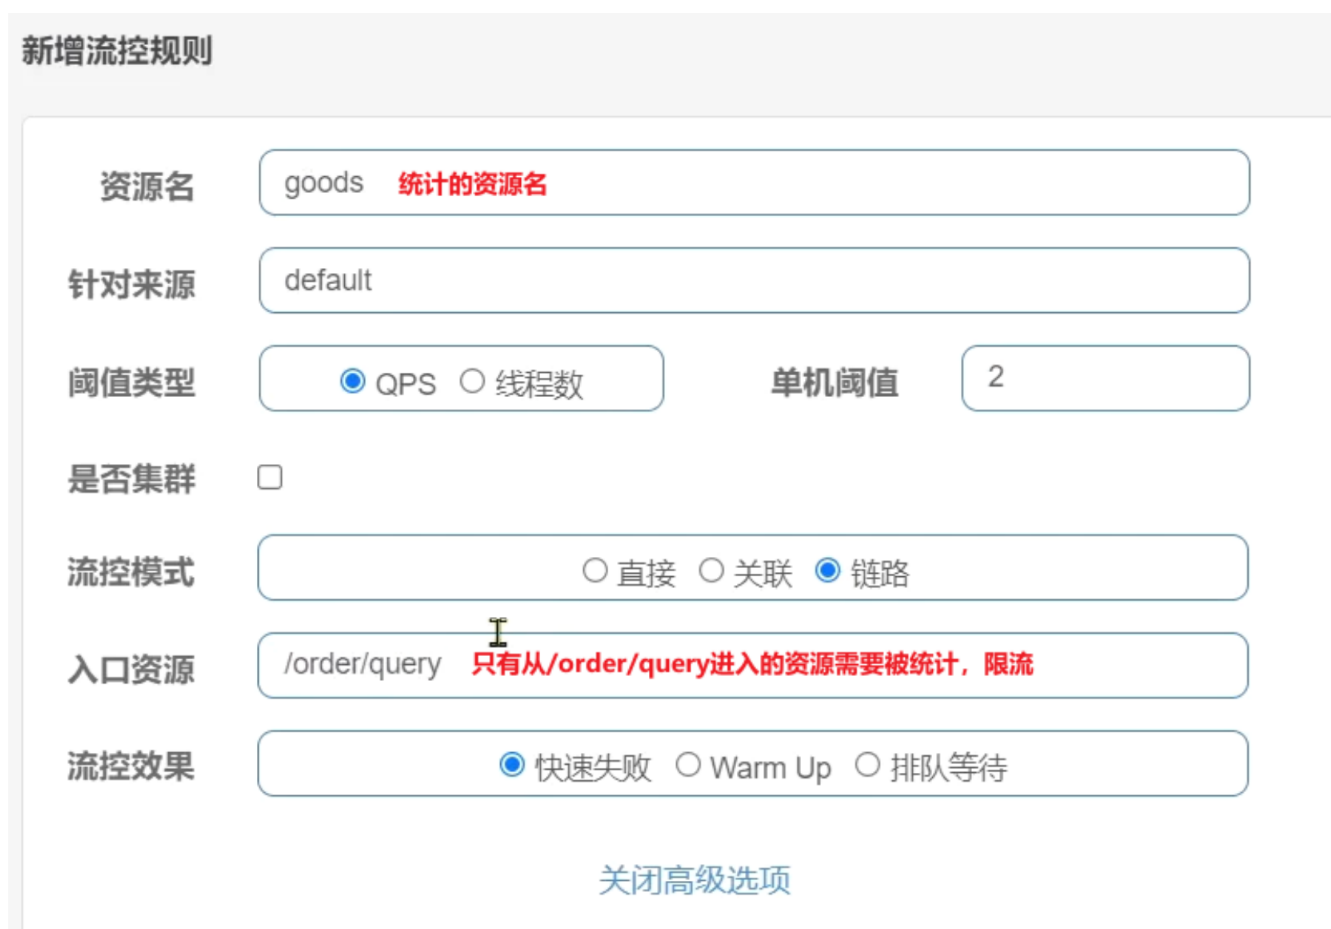 新增流控规则
资源名 goods 统计的资源名
针对来源 default
阈值类型 QPS 线程数 单机阈值 2
是否集群
流控模式 直接 关联 链路
入口资源 /order/query 只有从/order/query进入的资源需要被统计，限流
流控效果 快速失败 Warm Up 排队等待
关闭高级选项